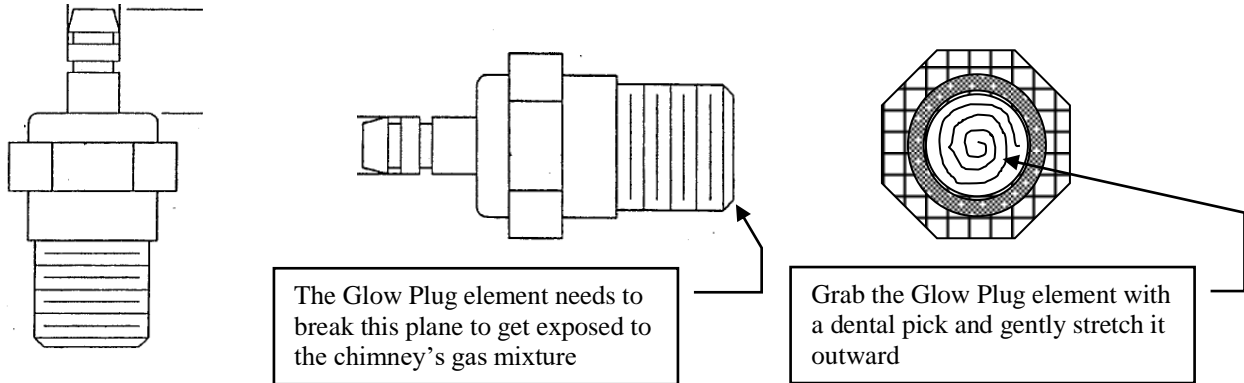 The Glow Plug element needs to
break this plane to get exposed to
the chimney’s gas mixture
Grab the Glow Plug element with
a dental pick and gently stretch it
outward